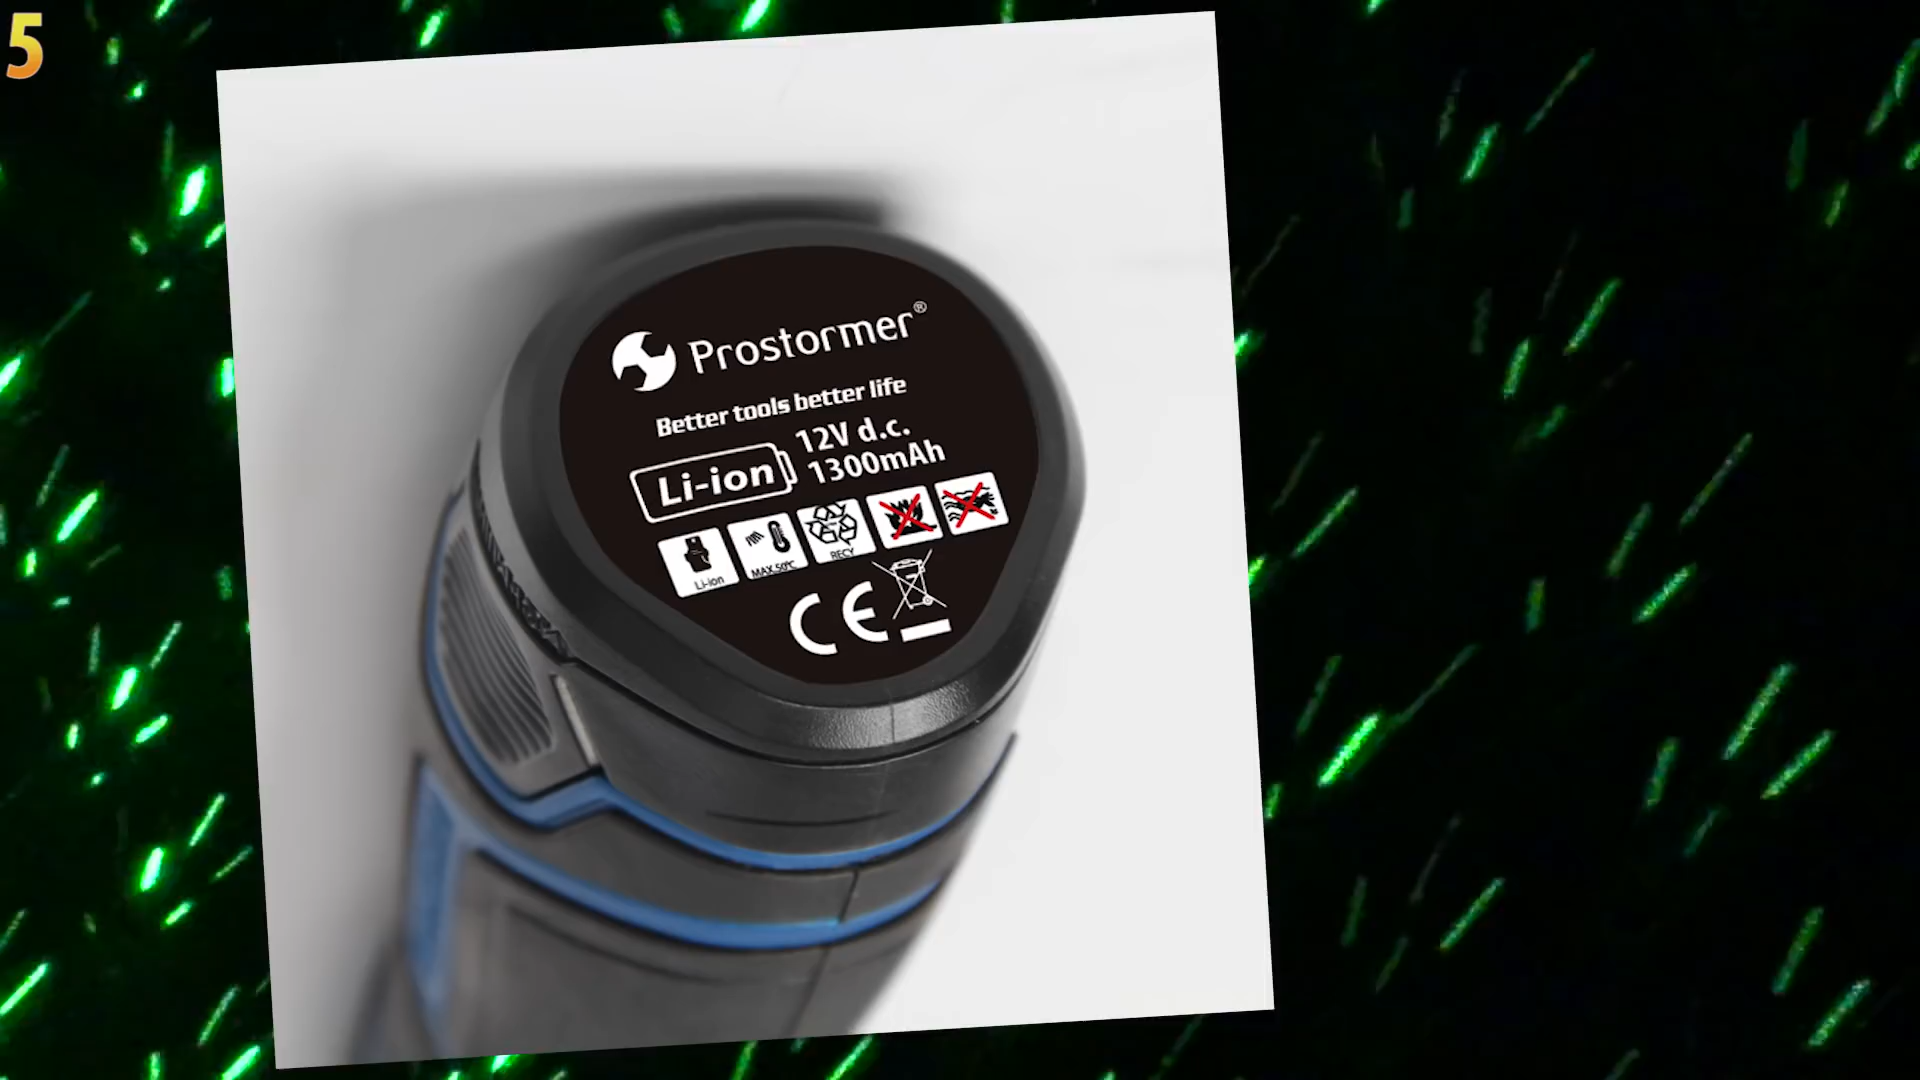 5
Prostormer®
Better tools better life
Li-ion
12V d.c.
1300mAh
Li-ion
MAX.50℃
RECY
CE